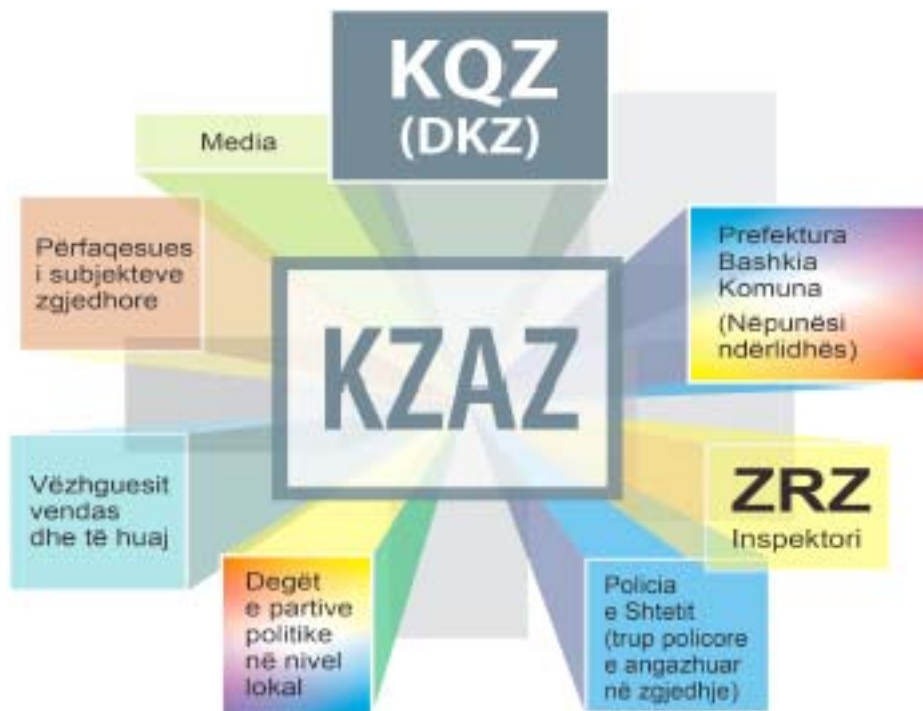 KQZ
(DKZ)
Media
Përfaqesues
i subjekteve
zgjedhore
Prefektura
Bashkia
Komuna
(Nëpunësi
ndërlidhës)
KZAZ
Vëzhguesit
vendas
dhe të huaj
ZRZ
Inspektori
Degët
e partive
politike
në nivel
lokal
Policia
e Shtetit
(trup policore
e angazhuar
në zgjedhje)